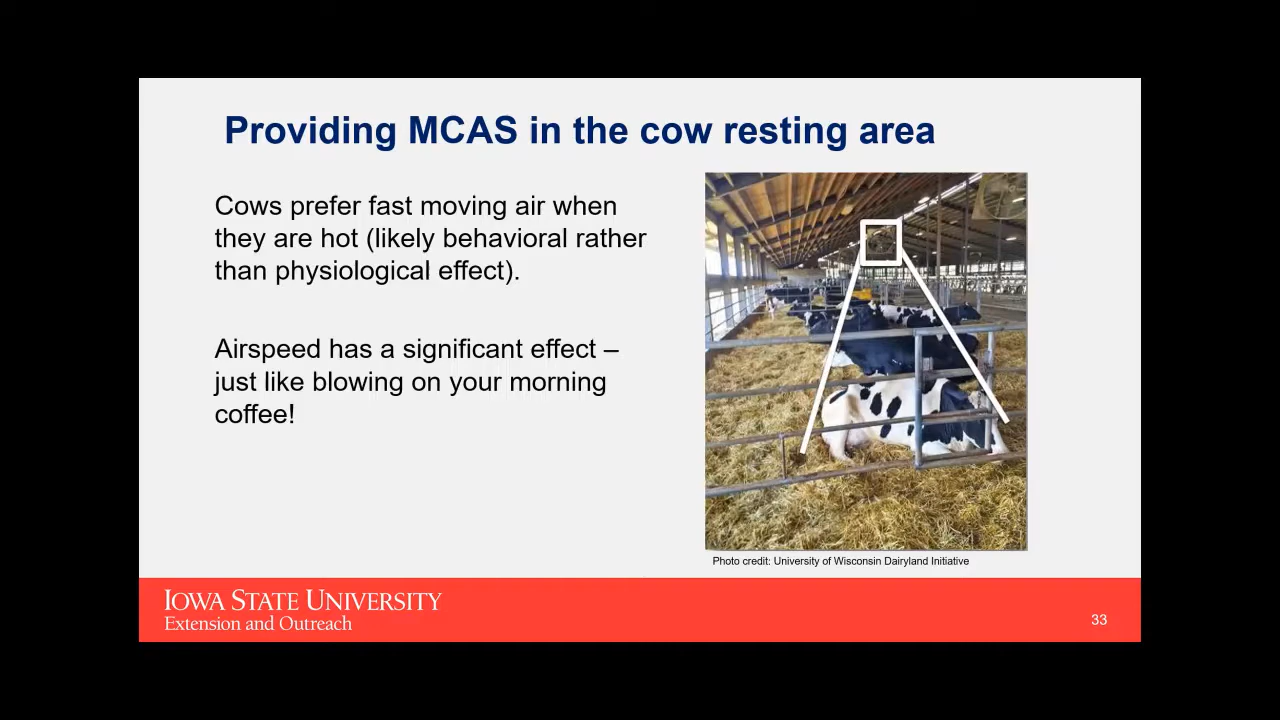 Providing MCAS in the cow resting area
Cows prefer fast moving air when
they are hot (likely behavioral rather
than physiological effect).
Airspeed has a significant effect –
just like blowing on your morning
coffee!
Photo credit: University of Wisconsin Dairyland Initiative
IOWA STATE UNIVERSITY
Extension and Outreach
33